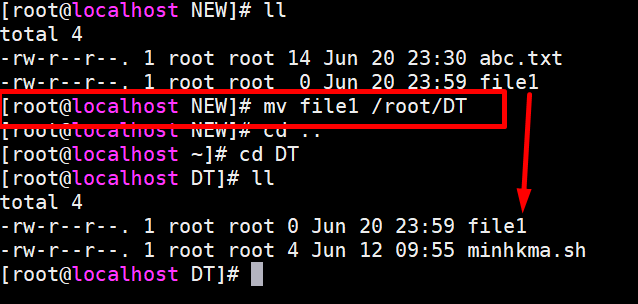 [root@localhost NEW]# ll
total 4
-rw-r--r--. 1 root root 14 Jun 20 23:30 abc.txt
-rw-r--r--. 1 root root  0 Jun 20 23:59 file1
[root@localhost NEW]# mv file1 /root/DT
[root@localhost NEW]# cd ..
[root@localhost ~]# cd DT
[root@localhost DT]# ll
total 4
-rw-r--r--. 1 root root 0 Jun 20 23:59 file1
-rw-r--r--. 1 root root 4 Jun 12 09:55 minhkma.sh
[root@localhost DT]#